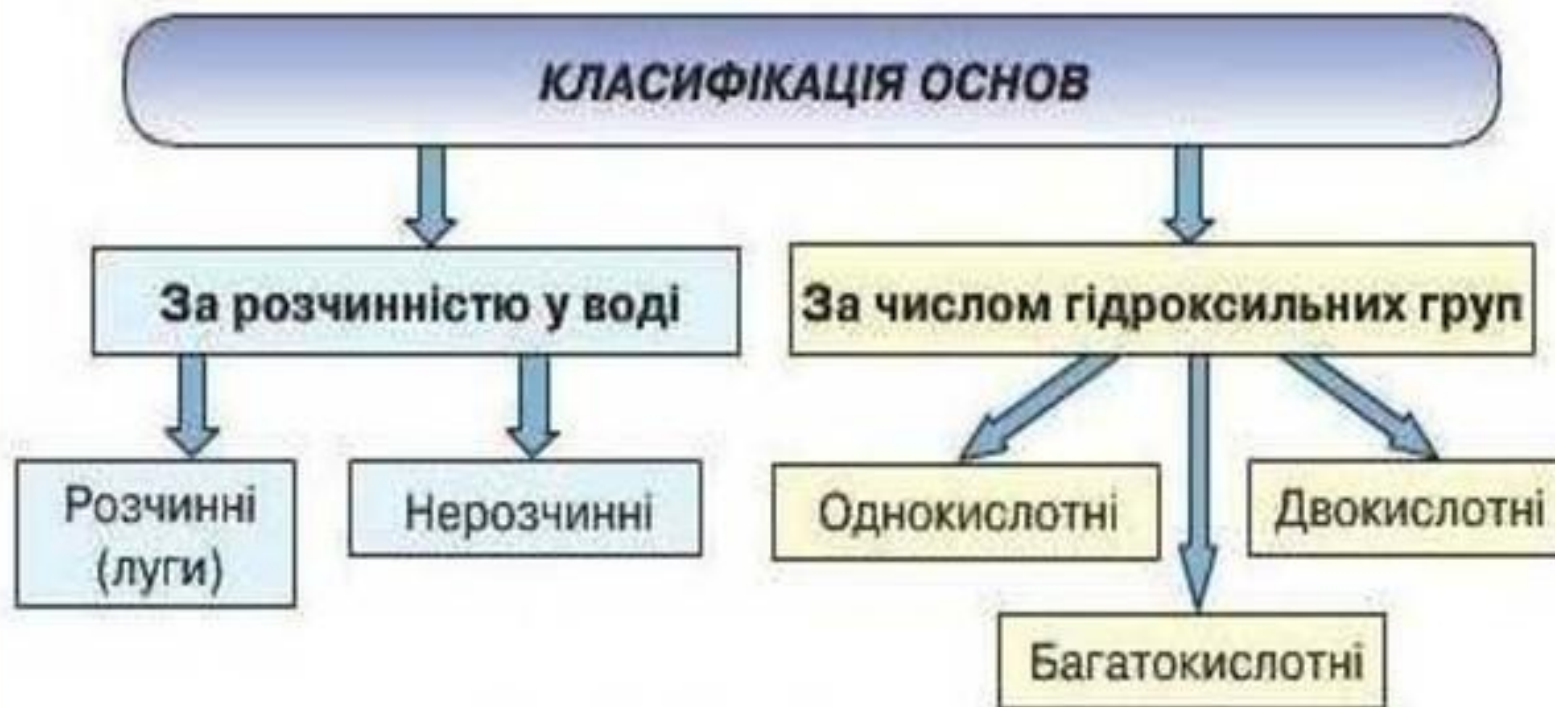 КЛАСИФІКАЦІЯ ОСНОВ
За розчинністю у воді
За числом гідроксильних груп
Розчинні
(луги)
Нерозчинні
Однокислотні
Двокислотні
Багатокислотні